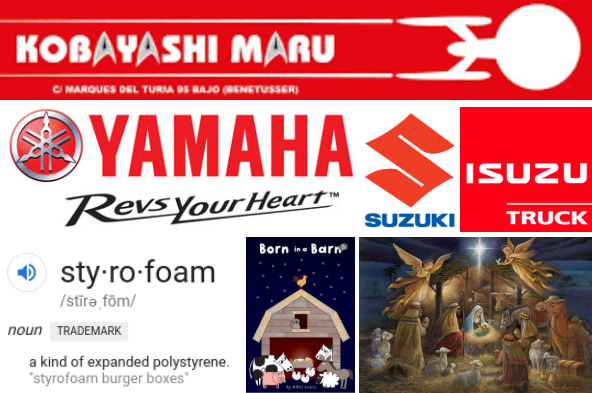 KOBAYASHI MARU
C/ MARQUES DEL TURIA 95 BAJO (BENETUSSER)
YAMAHA
Revs Your Heart™
SUZUKI
ISUZU
TRUCK
sty·ro·foam
/ˈstīrəˌfōm/
noun TRADEMARK
a kind of expanded polystyrene.
"styrofoam burger boxes"
Born in a Barn